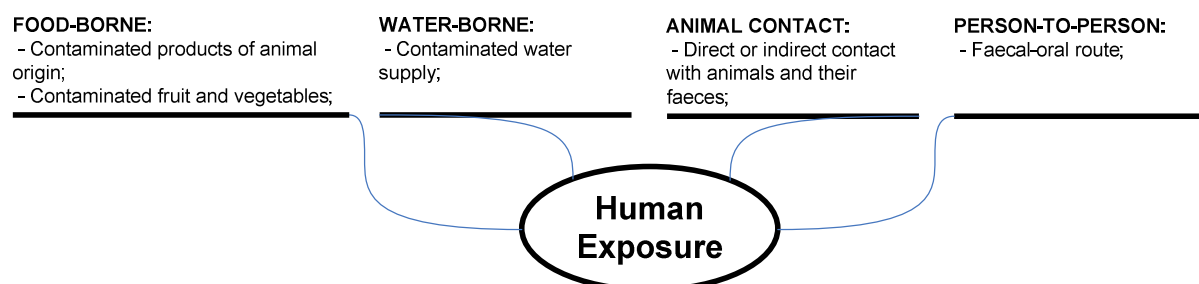 FOOD-BORNE:
- Contaminated products of animal
origin;
- Contaminated fruit and vegetables;
WATER-BORNE:
- Contaminated water
supply;
ANIMAL CONTACT:
- Direct or indirect contact
with animals and their
faeces;
PERSON-TO-PERSON:
- Faecal-oral route;
Human
Exposure